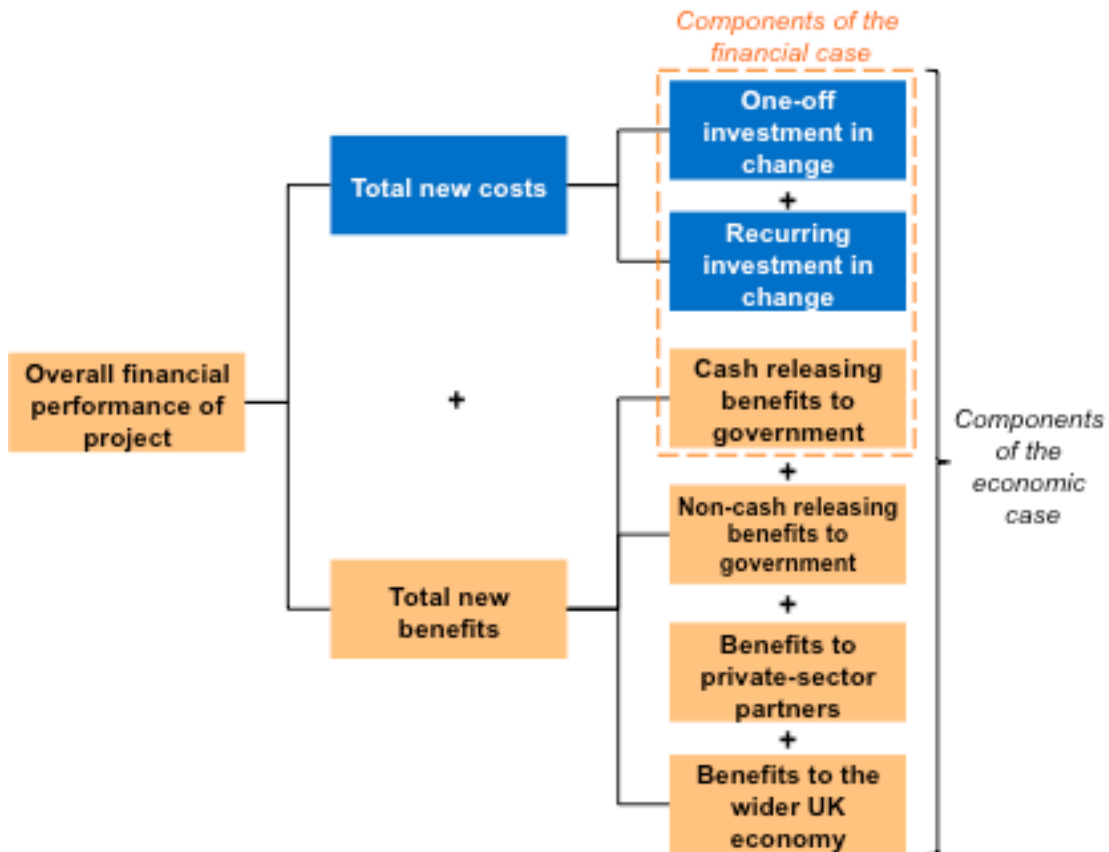 Components of the
financial case
One-off
investment in
change
+
Total new costs
Recurring
investment in
change
Overall financial
performance of
project
+
Cash releasing
benefits to
government
+
Components
of the
economic
case
Non-cash releasing
benefits to
government
+
Total new
benefits
Benefits to
private-sector
partners
+
Benefits to the
wider UK
economy